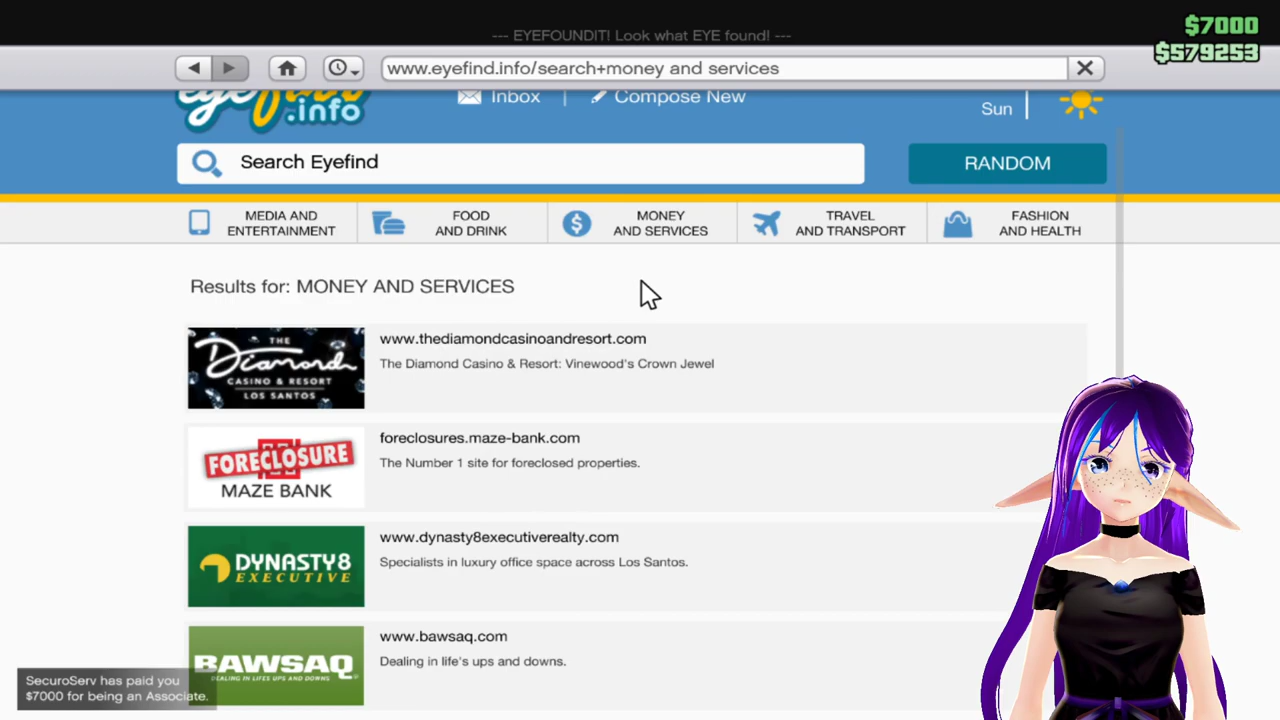 --- EYEFOUNDIT! Look what EYE found! ---
$7000
$579253
www.eyefind.info/search+money and services
eyefind
.info
Inbox | Compose New
Sun
Search Eyefind
RANDOM
MEDIA AND
ENTERTAINMENT
FOOD
AND DRINK
MONEY
AND SERVICES
TRAVEL
AND TRANSPORT
FASHION
AND HEALTH
Results for: MONEY AND SERVICES
THE
Diamond
CASINO & RESORT
LOS SANTOS
www.thediamondcasinoandresort.com
The Diamond Casino & Resort: Vinewood's Crown Jewel
FORECLOSURE
MAZE BANK
foreclosures.maze-bank.com
The Number 1 site for foreclosed properties.
DYNASTY8
EXECUTIVE
www.dynasty8executiverealty.com
Specialists in luxury office space across Los Santos.
BAWSAQ
DEALING IN LIFE'S UPS AND DOWNS.
www.bawsaq.com
Dealing in life's ups and downs.
SecuroServ has paid you
$7000 for being an Associate.